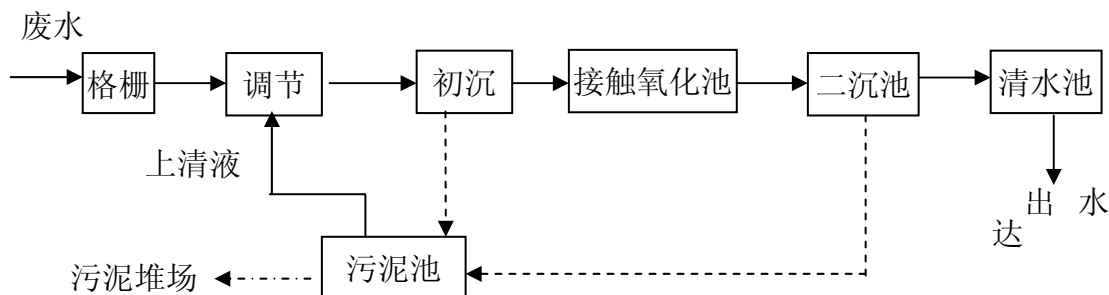 废水
格栅
调节
初沉
接触氧化池
二沉池
清水池
上清液
出 水
达
污泥池
污泥堆场